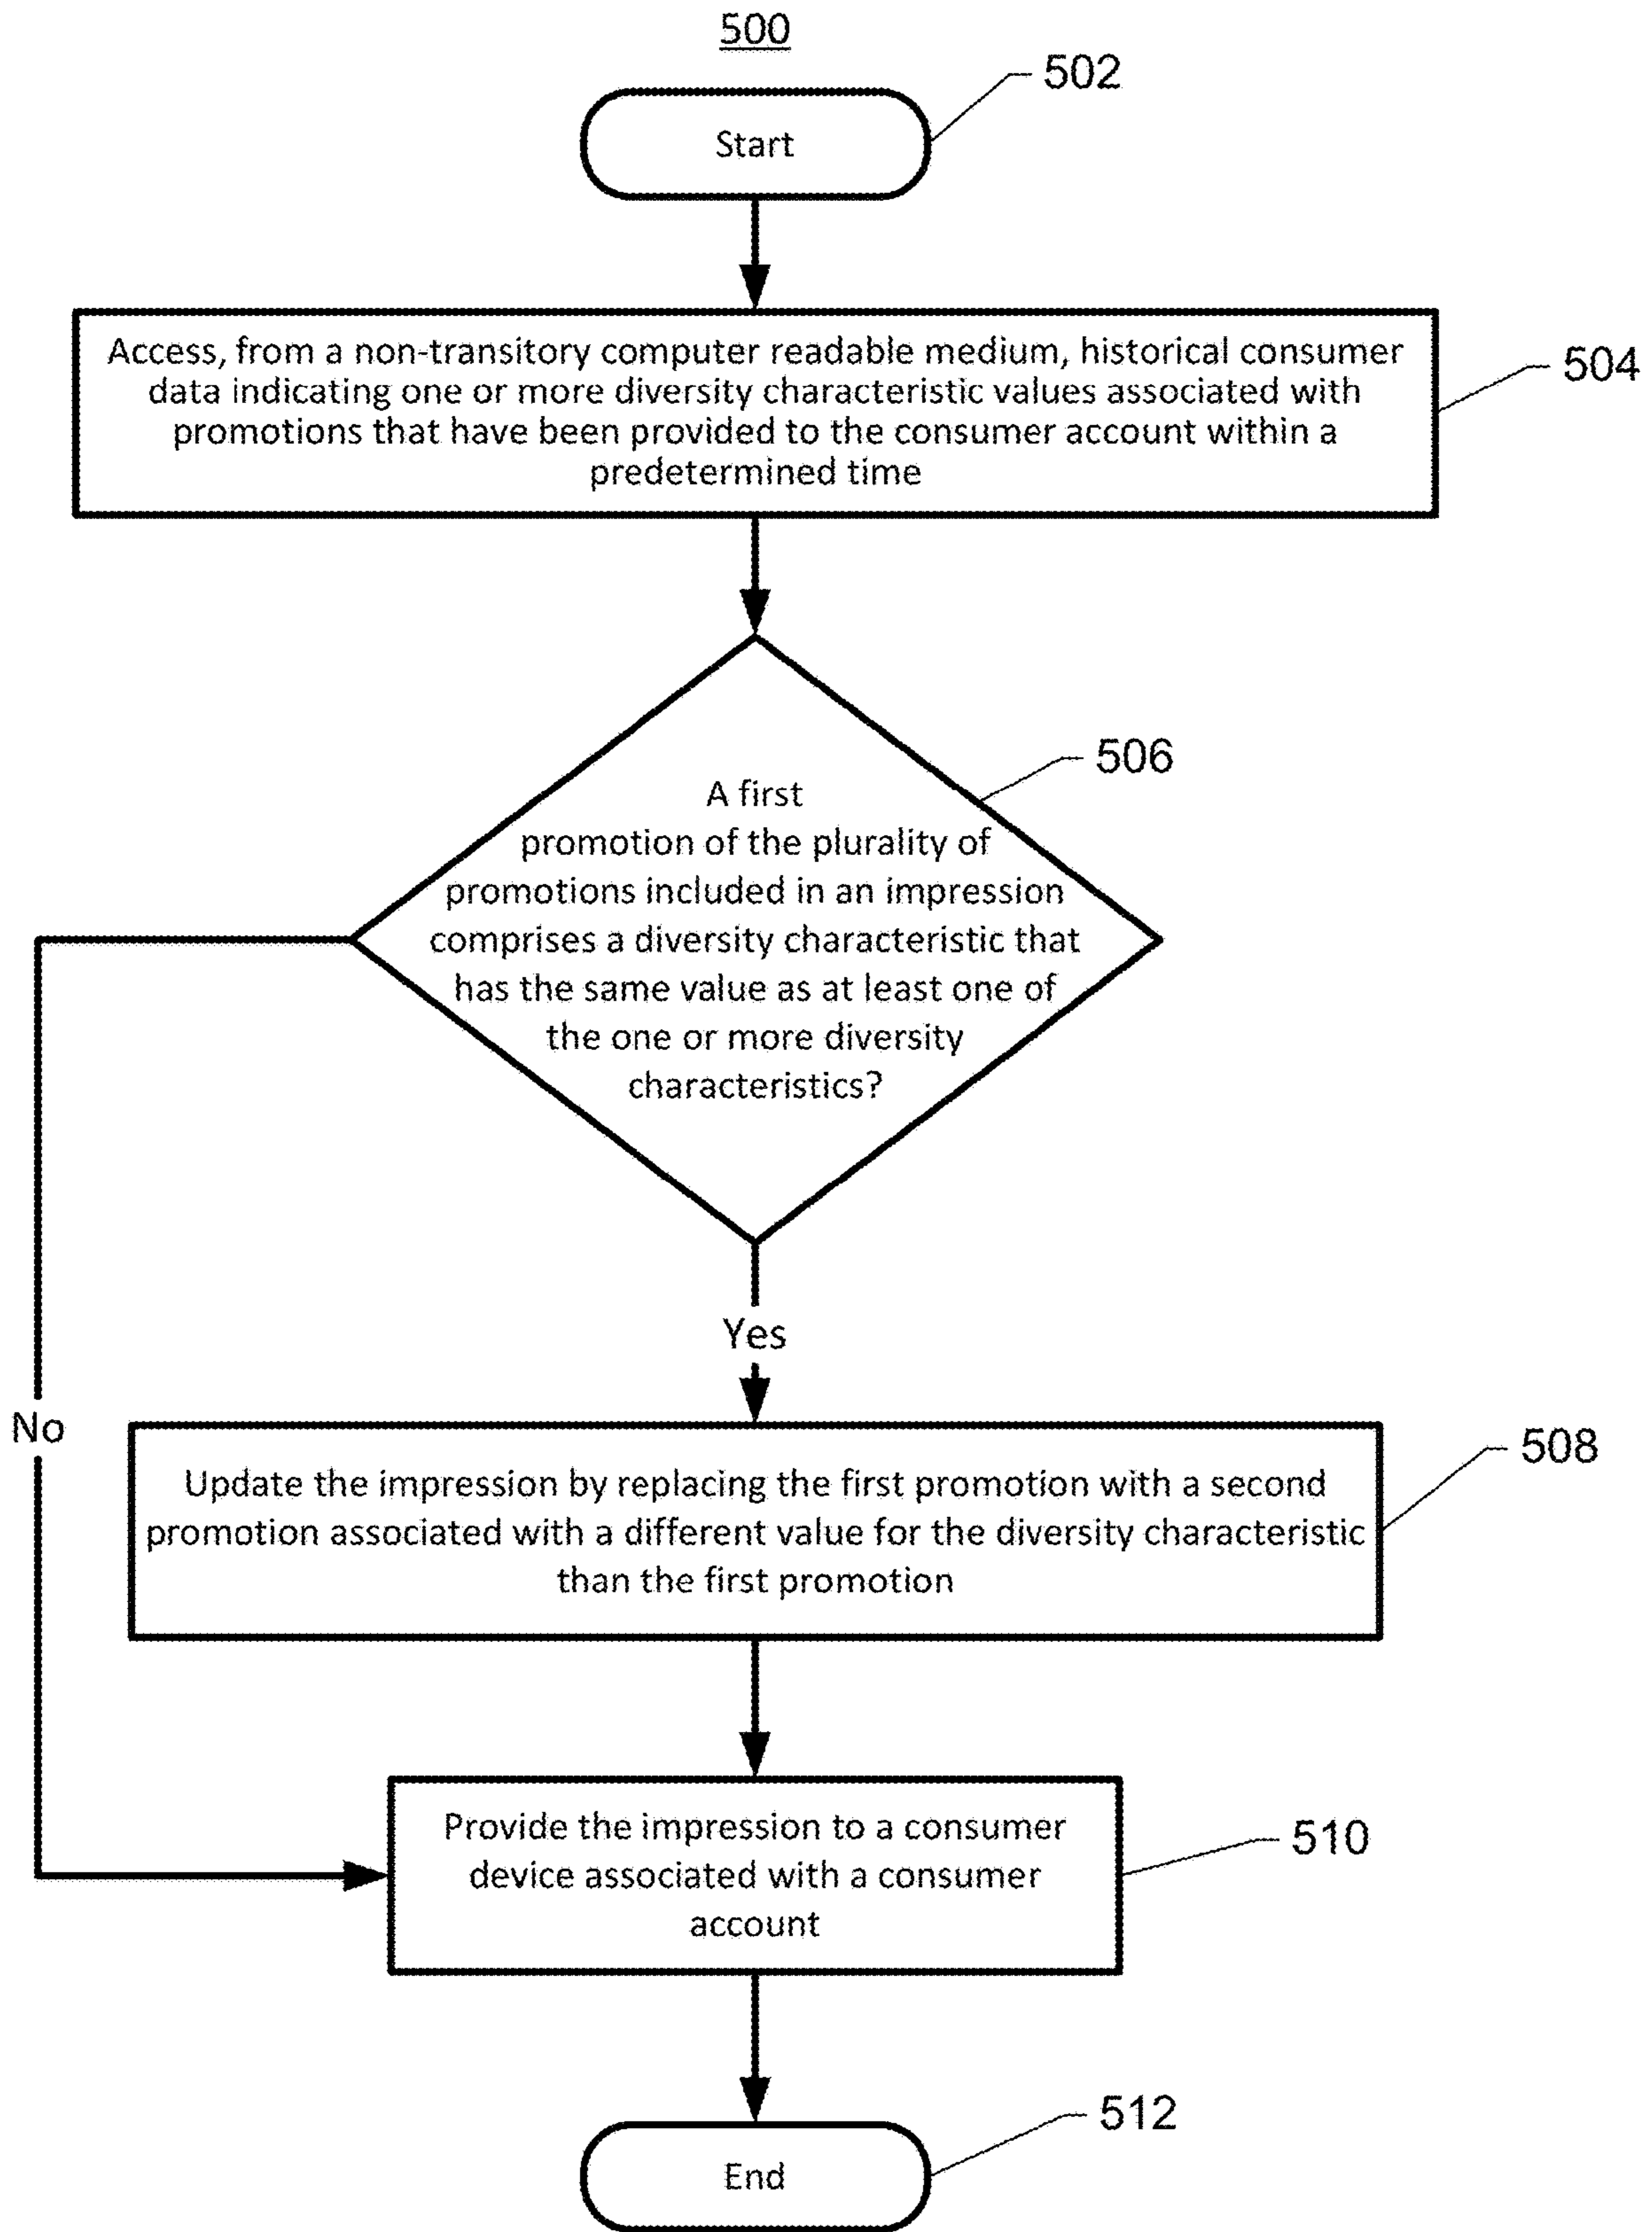 500
502
Start
Access, from a non-transitory computer readable medium, historical consumer
data indicating one or more diversity characteristic values associated with
promotions that have been provided to the consumer account within a
predetermined time
504
506
A first
promotion of the plurality of
promotions included in an impression
comprises a diversity characteristic that
has the same value as at least one of
the one or more diversity
characteristics?
Yes
No
508
Update the impression by replacing the first promotion with a second
promotion associated with a different value for the diversity characteristic
than the first promotion
Provide the impression to a consumer
device associated with a consumer
account
510
512
End